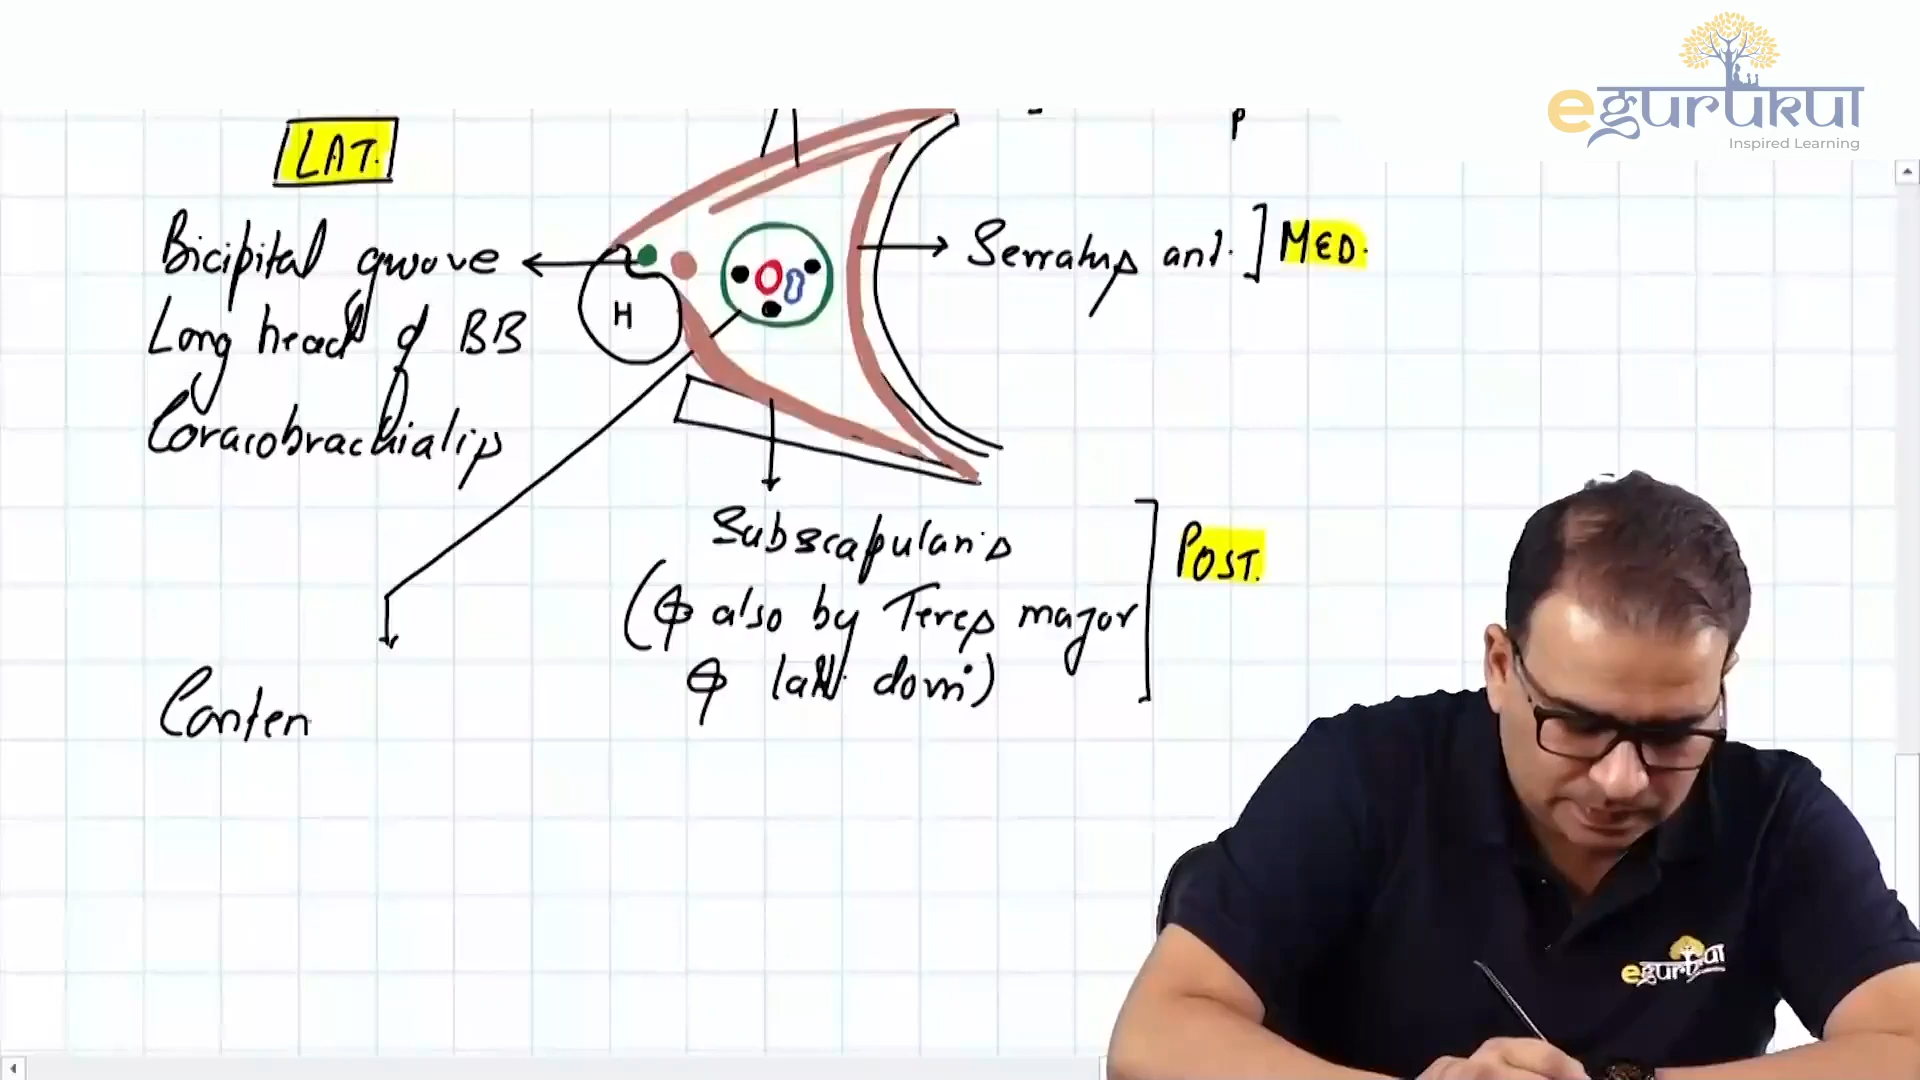 egurukul
Inspired Learning
LAT.
Bicipital groove
Long head of BB
Coracobrachialis
H
Serratus ant. ] MED.
Subscapularis
( also by Teres major
latt. dorsi)
POST.
Conten
egurukul